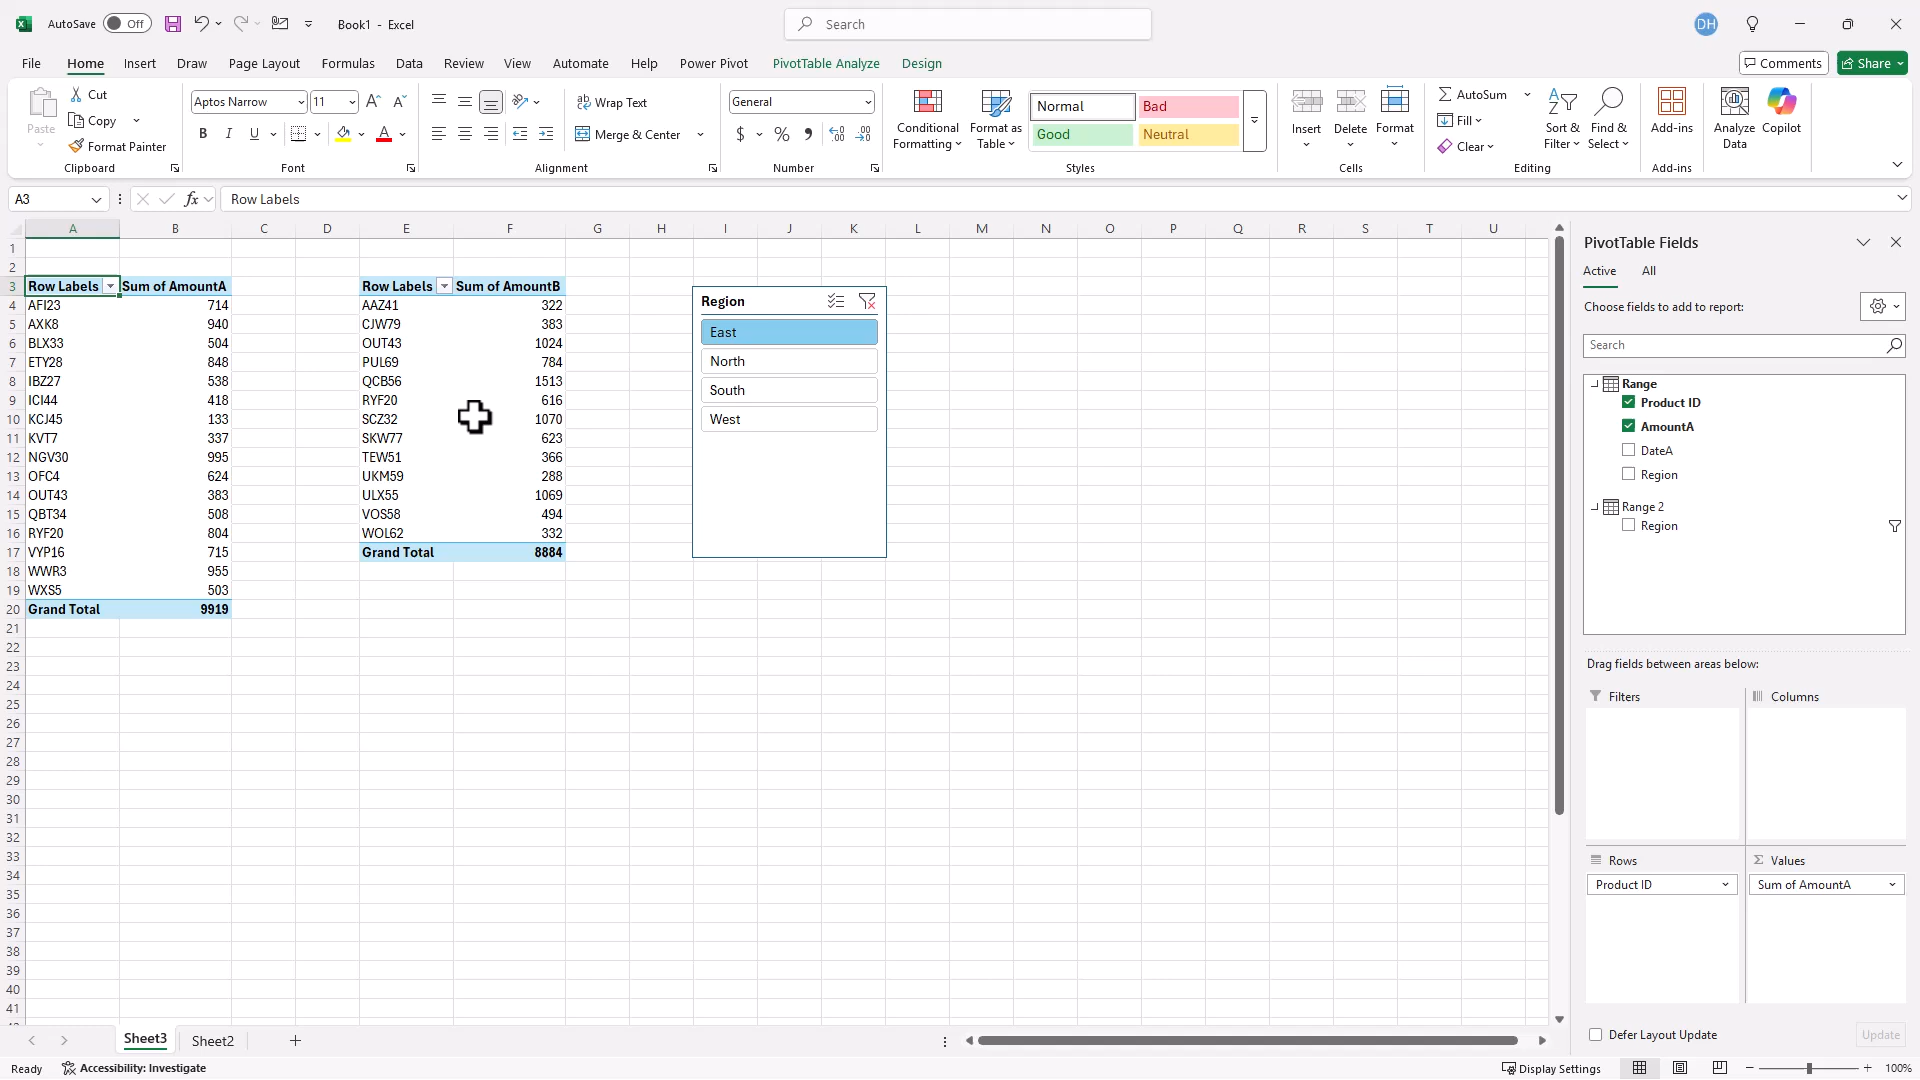 AutoSave Off Book1 - Excel Search DH
File Home Insert Draw Page Layout Formulas Data Review View Automate Help Power Pivot PivotTable Analyze Design Comments Share
Paste
Cut
Copy
Format Painter
Clipboard
Aptos Narrow 11
B I U
Font
Wrap Text
Merge & Center
Alignment
General
$ % 9
Number
Conditional Formatting
Format as Table
Normal Bad
Good Neutral
Styles
Insert Delete Format
Cells
AutoSum
Fill
Clear
Sort & Filter
Find & Select
Editing
Add-ins
Add-ins
Analyze Data
Copilot
A3 fx Row Labels
A B C D E F G H I J K L M N O P Q R S T U
1
2
3 Row Labels Sum of AmountA Row Labels Sum of AmountB
4 AFI23 714 AAZ41 322
5 AXK8 940 CJW79 383
6 BLX33 504 OUT43 1024
7 ETY28 848 PUL69 784
8 IBZ27 538 QCB56 1513
9 ICI44 418 RYF20 616
10 KCJ45 133 SCZ32 1070
11 KVT7 337 SKW77 623
12 NGV30 995 TEW51 366
13 OFC4 624 UKM59 288
14 OUT43 383 ULX55 1069
15 QBT34 508 VOS58 494
16 RYF20 804 WOL62 332
17 VYP16 715 Grand Total 8884
18 WWR3 955
19 WXS5 503
20 Grand Total 9919
21
22
23
24
25
26
27
28
29
30
31
32
33
34
35
36
37
38
39
40
41
Region
East
North
South
West
PivotTable Fields
Active All
Choose fields to add to report:
Search
Range
Product ID
AmountA
DateA
Region
Range 2
Region
Drag fields between areas below:
Filters Columns
Rows Values
Product ID Sum of AmountA
Defer Layout Update Update
Sheet3 Sheet2
Ready Accessibility: Investigate Display Settings 100%